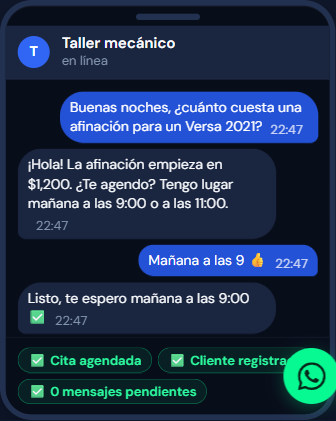 T
Taller mecánico
en línea
Buenas noches, ¿cuánto cuesta una
afinación para un Versa 2021? 22:47
¡Hola! La afinación empieza en
$1,200. ¿Te agendo? Tengo lugar
mañana a las 9:00 o a las 11:00.
22:47
Mañana a las 9 👍 22:47
Listo, te espero mañana a las 9:00
✅ 22:47
✅ Cita agendada ✅ Cliente
✅ 0 mensajes pendientes